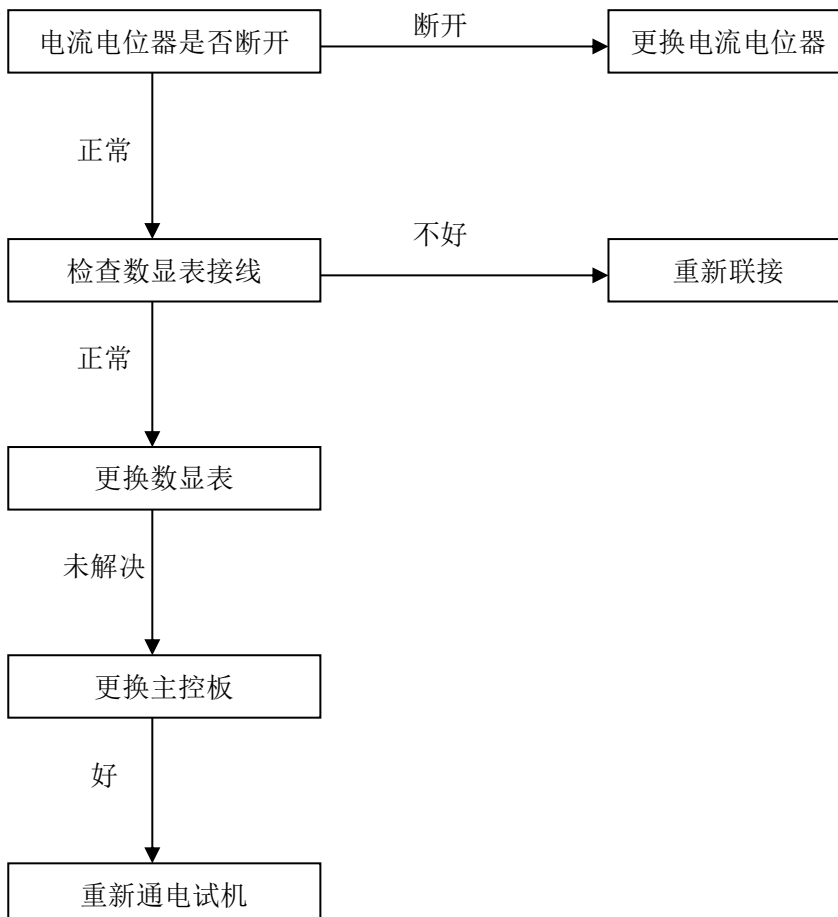 电流电位器是否断开
断开
更换电流电位器
正常
检查数显表接线
不好
重新联接
正常
更换数显表
未解决
更换主控板
好
重新通电试机